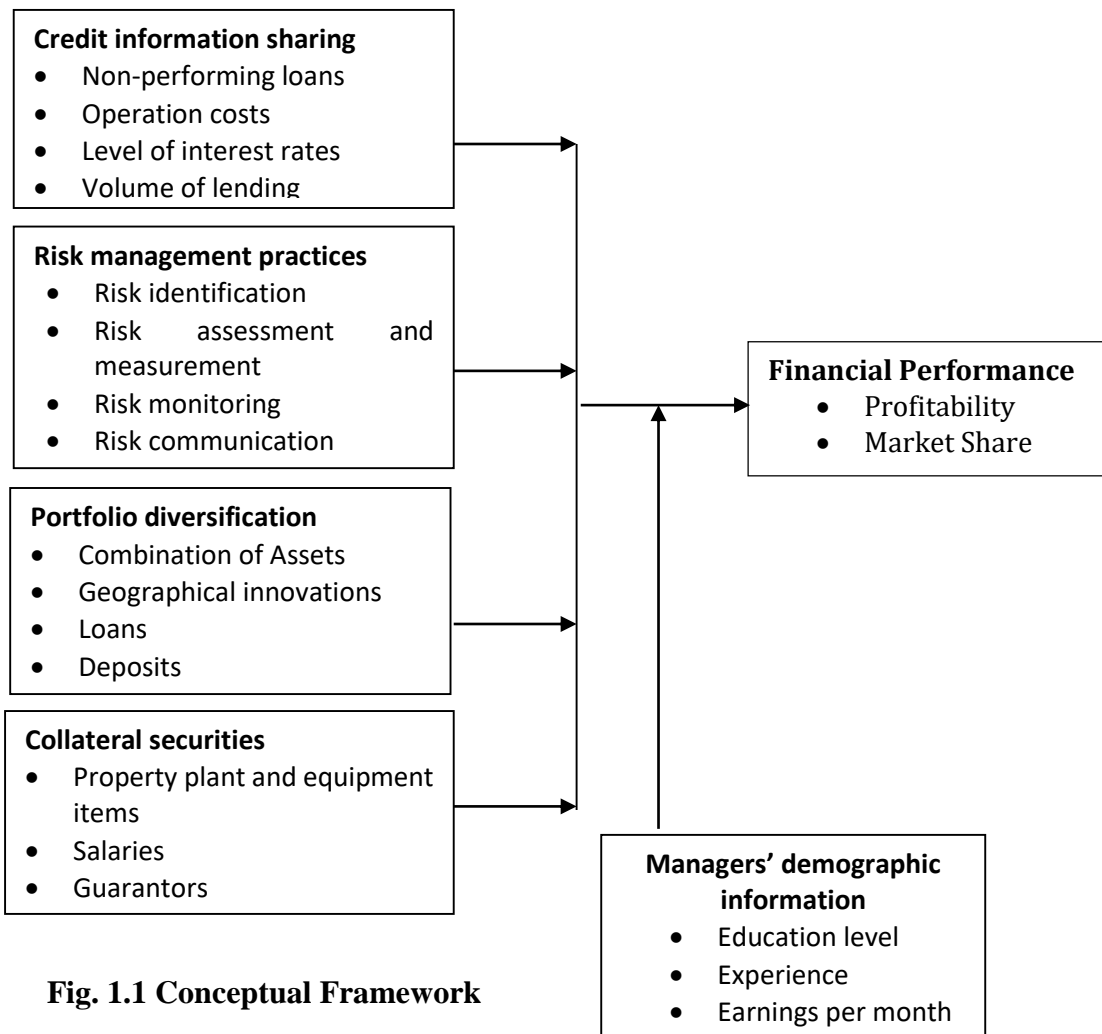 Credit information sharing
• Non-performing loans
• Operation costs
• Level of interest rates
• Volume of lending
Risk management practices
• Risk identification
• Risk assessment and
measurement
• Risk monitoring
• Risk communication
Financial Performance
• Profitability
• Market Share
Portfolio diversification
• Combination of Assets
• Geographical innovations
• Loans
• Deposits
Collateral securities
• Property plant and equipment
items
• Salaries
• Guarantors
Managers’ demographic
information
• Education level
• Experience
• Earnings per month
Fig. 1.1 Conceptual Framework